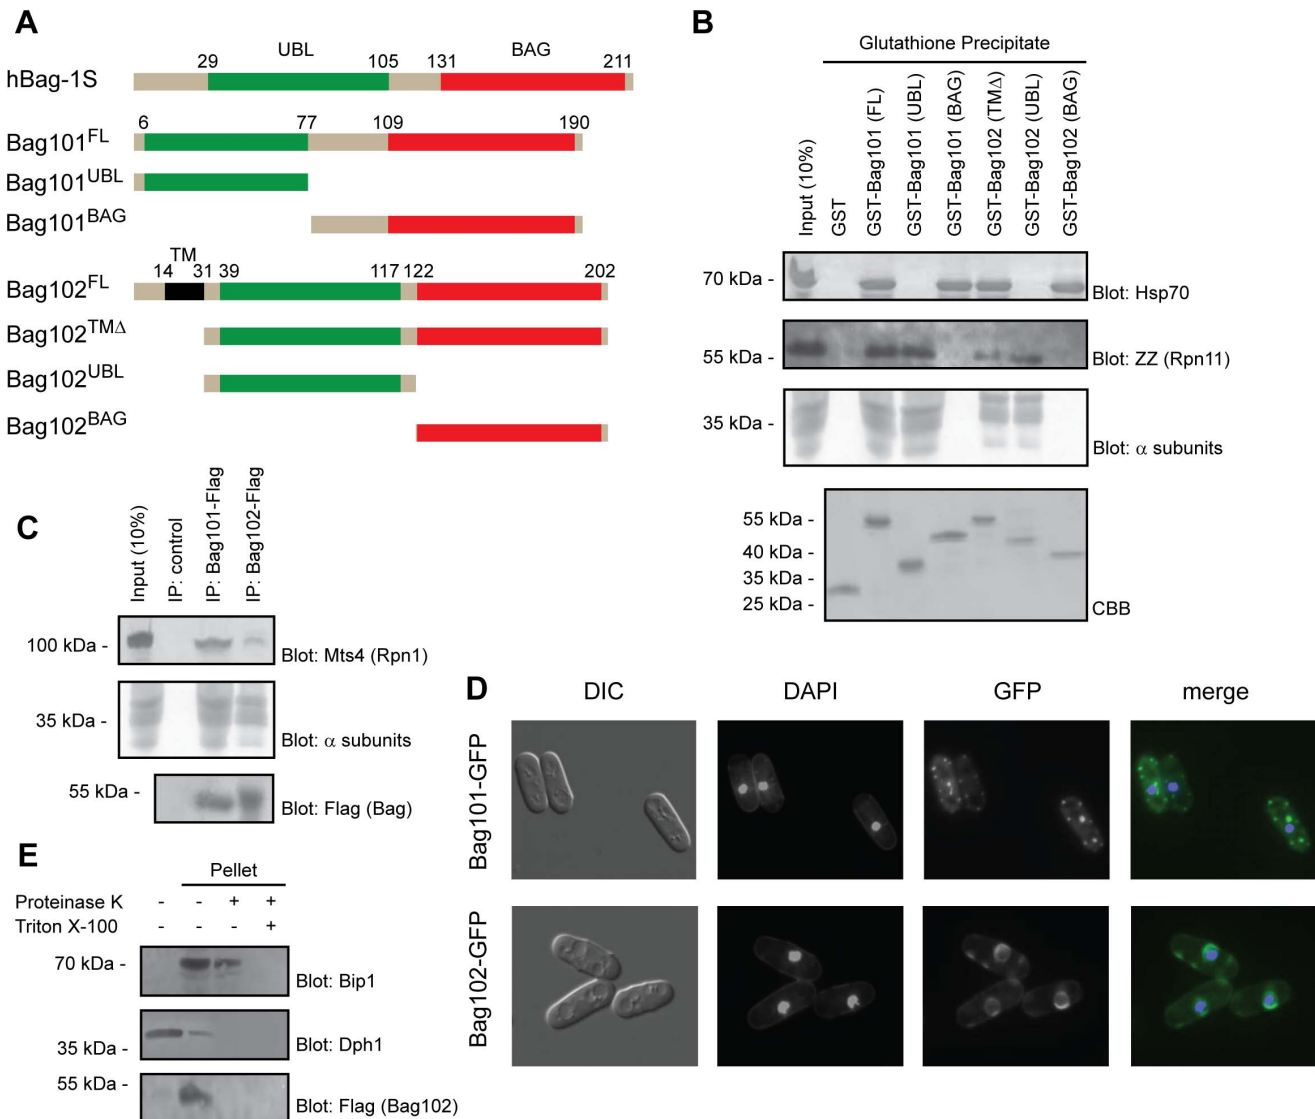 A
UBL BAG
29 105 131 211
hBag-1S
6 77 109 190
Bag101FL
Bag101UBL
Bag101BAG
TM
14 31 39 117 122 202
Bag102FL
Bag102TMΔ
Bag102UBL
Bag102BAG
B
Glutathione Precipitate
Input (10%)
GST
GST-Bag101 (FL)
GST-Bag101 (UBL)
GST-Bag101 (BAG)
GST-Bag102 (TMΔ)
GST-Bag102 (UBL)
GST-Bag102 (BAG)
70 kDa -
Blot: Hsp70
55 kDa -
Blot: ZZ (Rpn11)
35 kDa -
Blot: α subunits
55 kDa -
40 kDa -
35 kDa -
25 kDa -
CBB
C
Input (10%)
IP: control
IP: Bag101-Flag
IP: Bag102-Flag
100 kDa -
Blot: Mts4 (Rpn1)
35 kDa -
Blot: α subunits
55 kDa -
Blot: Flag (Bag)
D
DIC DAPI GFP merge
Bag101-GFP
Bag102-GFP
E
Pellet
Proteinase K - - + +
Triton X-100 - - - +
70 kDa -
Blot: Bip1
35 kDa -
Blot: Dph1
55 kDa -
Blot: Flag (Bag102)